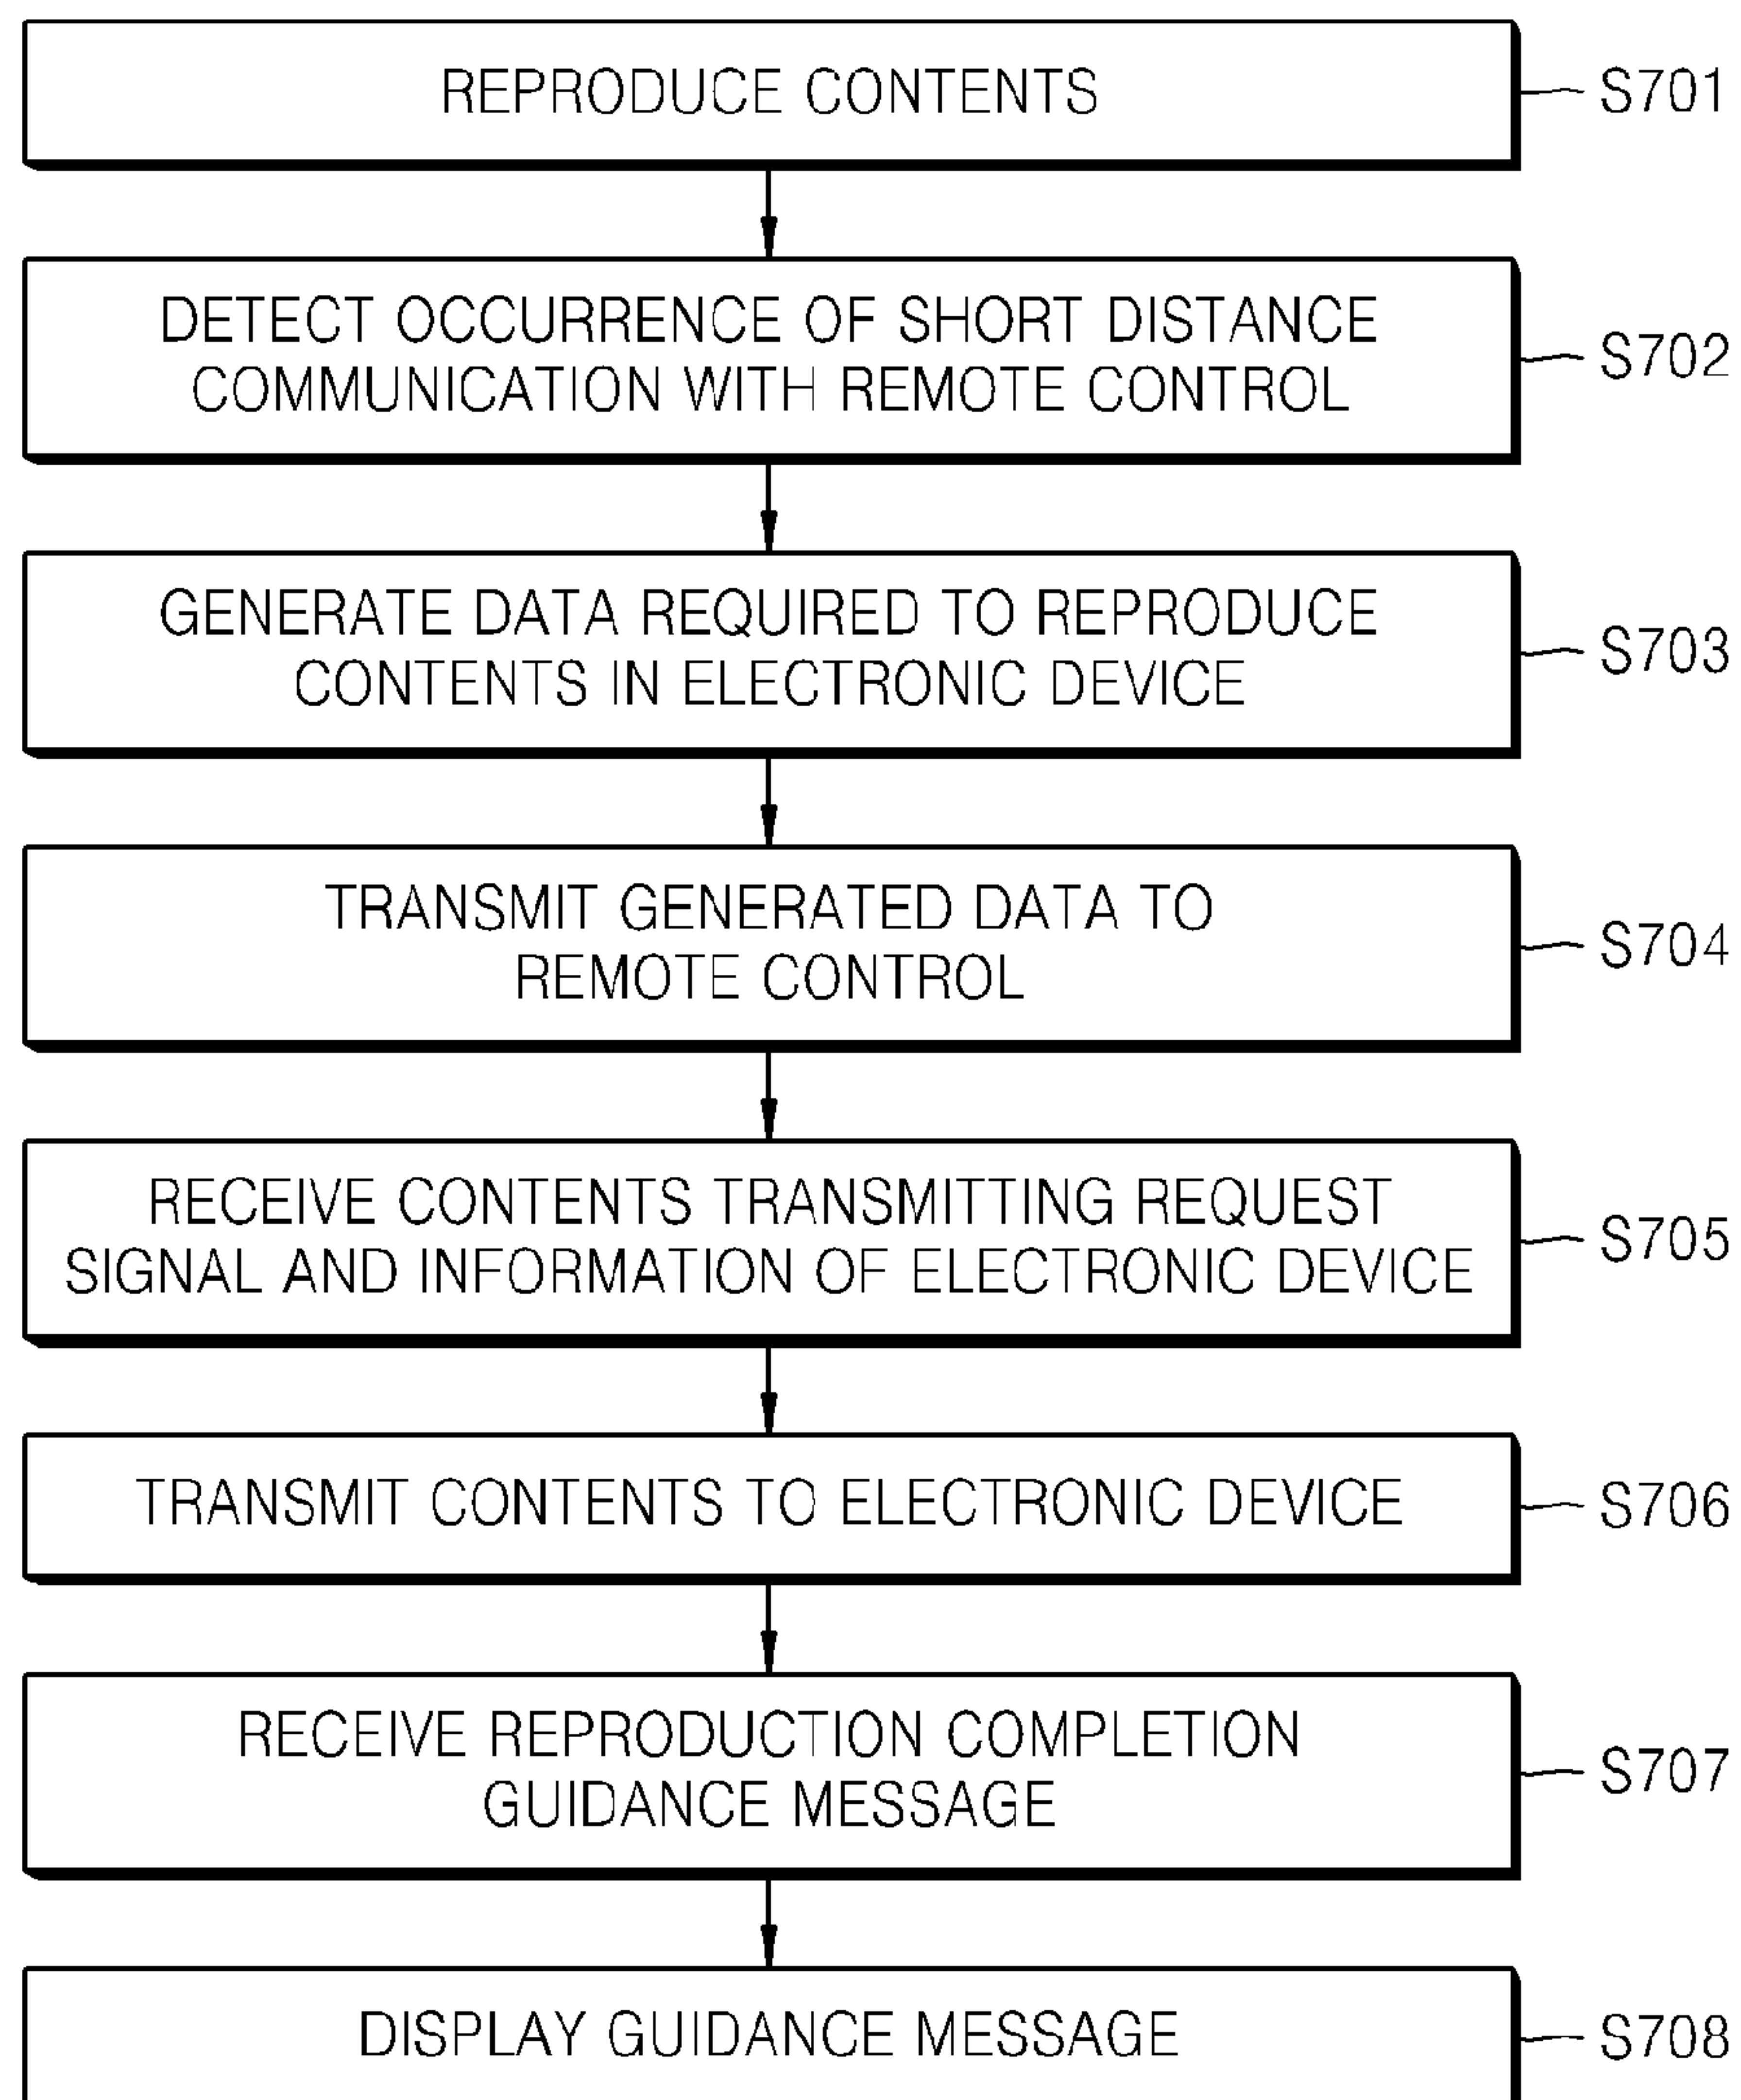 REPRODUCE CONTENTS
S701
DETECT OCCURRENCE OF SHORT DISTANCE
COMMUNICATION WITH REMOTE CONTROL
S702
GENERATE DATA REQUIRED TO REPRODUCE
CONTENTS IN ELECTRONIC DEVICE
S703
TRANSMIT GENERATED DATA TO
REMOTE CONTROL
S704
RECEIVE CONTENTS TRANSMITTING REQUEST
SIGNAL AND INFORMATION OF ELECTRONIC DEVICE
S705
TRANSMIT CONTENTS TO ELECTRONIC DEVICE
S706
RECEIVE REPRODUCTION COMPLETION
GUIDANCE MESSAGE
S707
DISPLAY GUIDANCE MESSAGE
S708